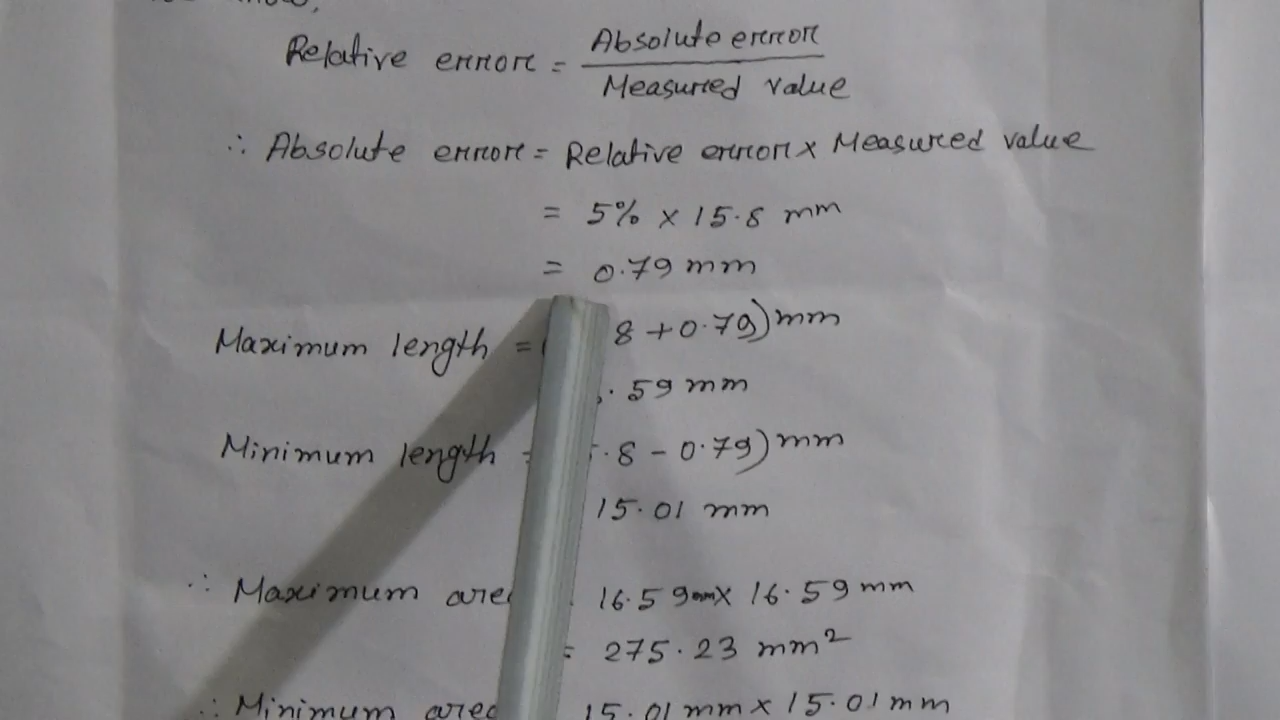 Relative error = Absolute error / Measured value
∴ Absolute error = Relative error × Measured value
= 5% × 15.8 mm
= 0.79 mm
Maximum length = ( 8 + 0.79) mm
.59 mm
Minimum length = .8 - 0.79) mm
15.01 mm
∴ Maximum area 16.59 mm × 16.59 mm
= 275.23 mm²
∴ Minimum area 15.01 mm × 15.01 mm